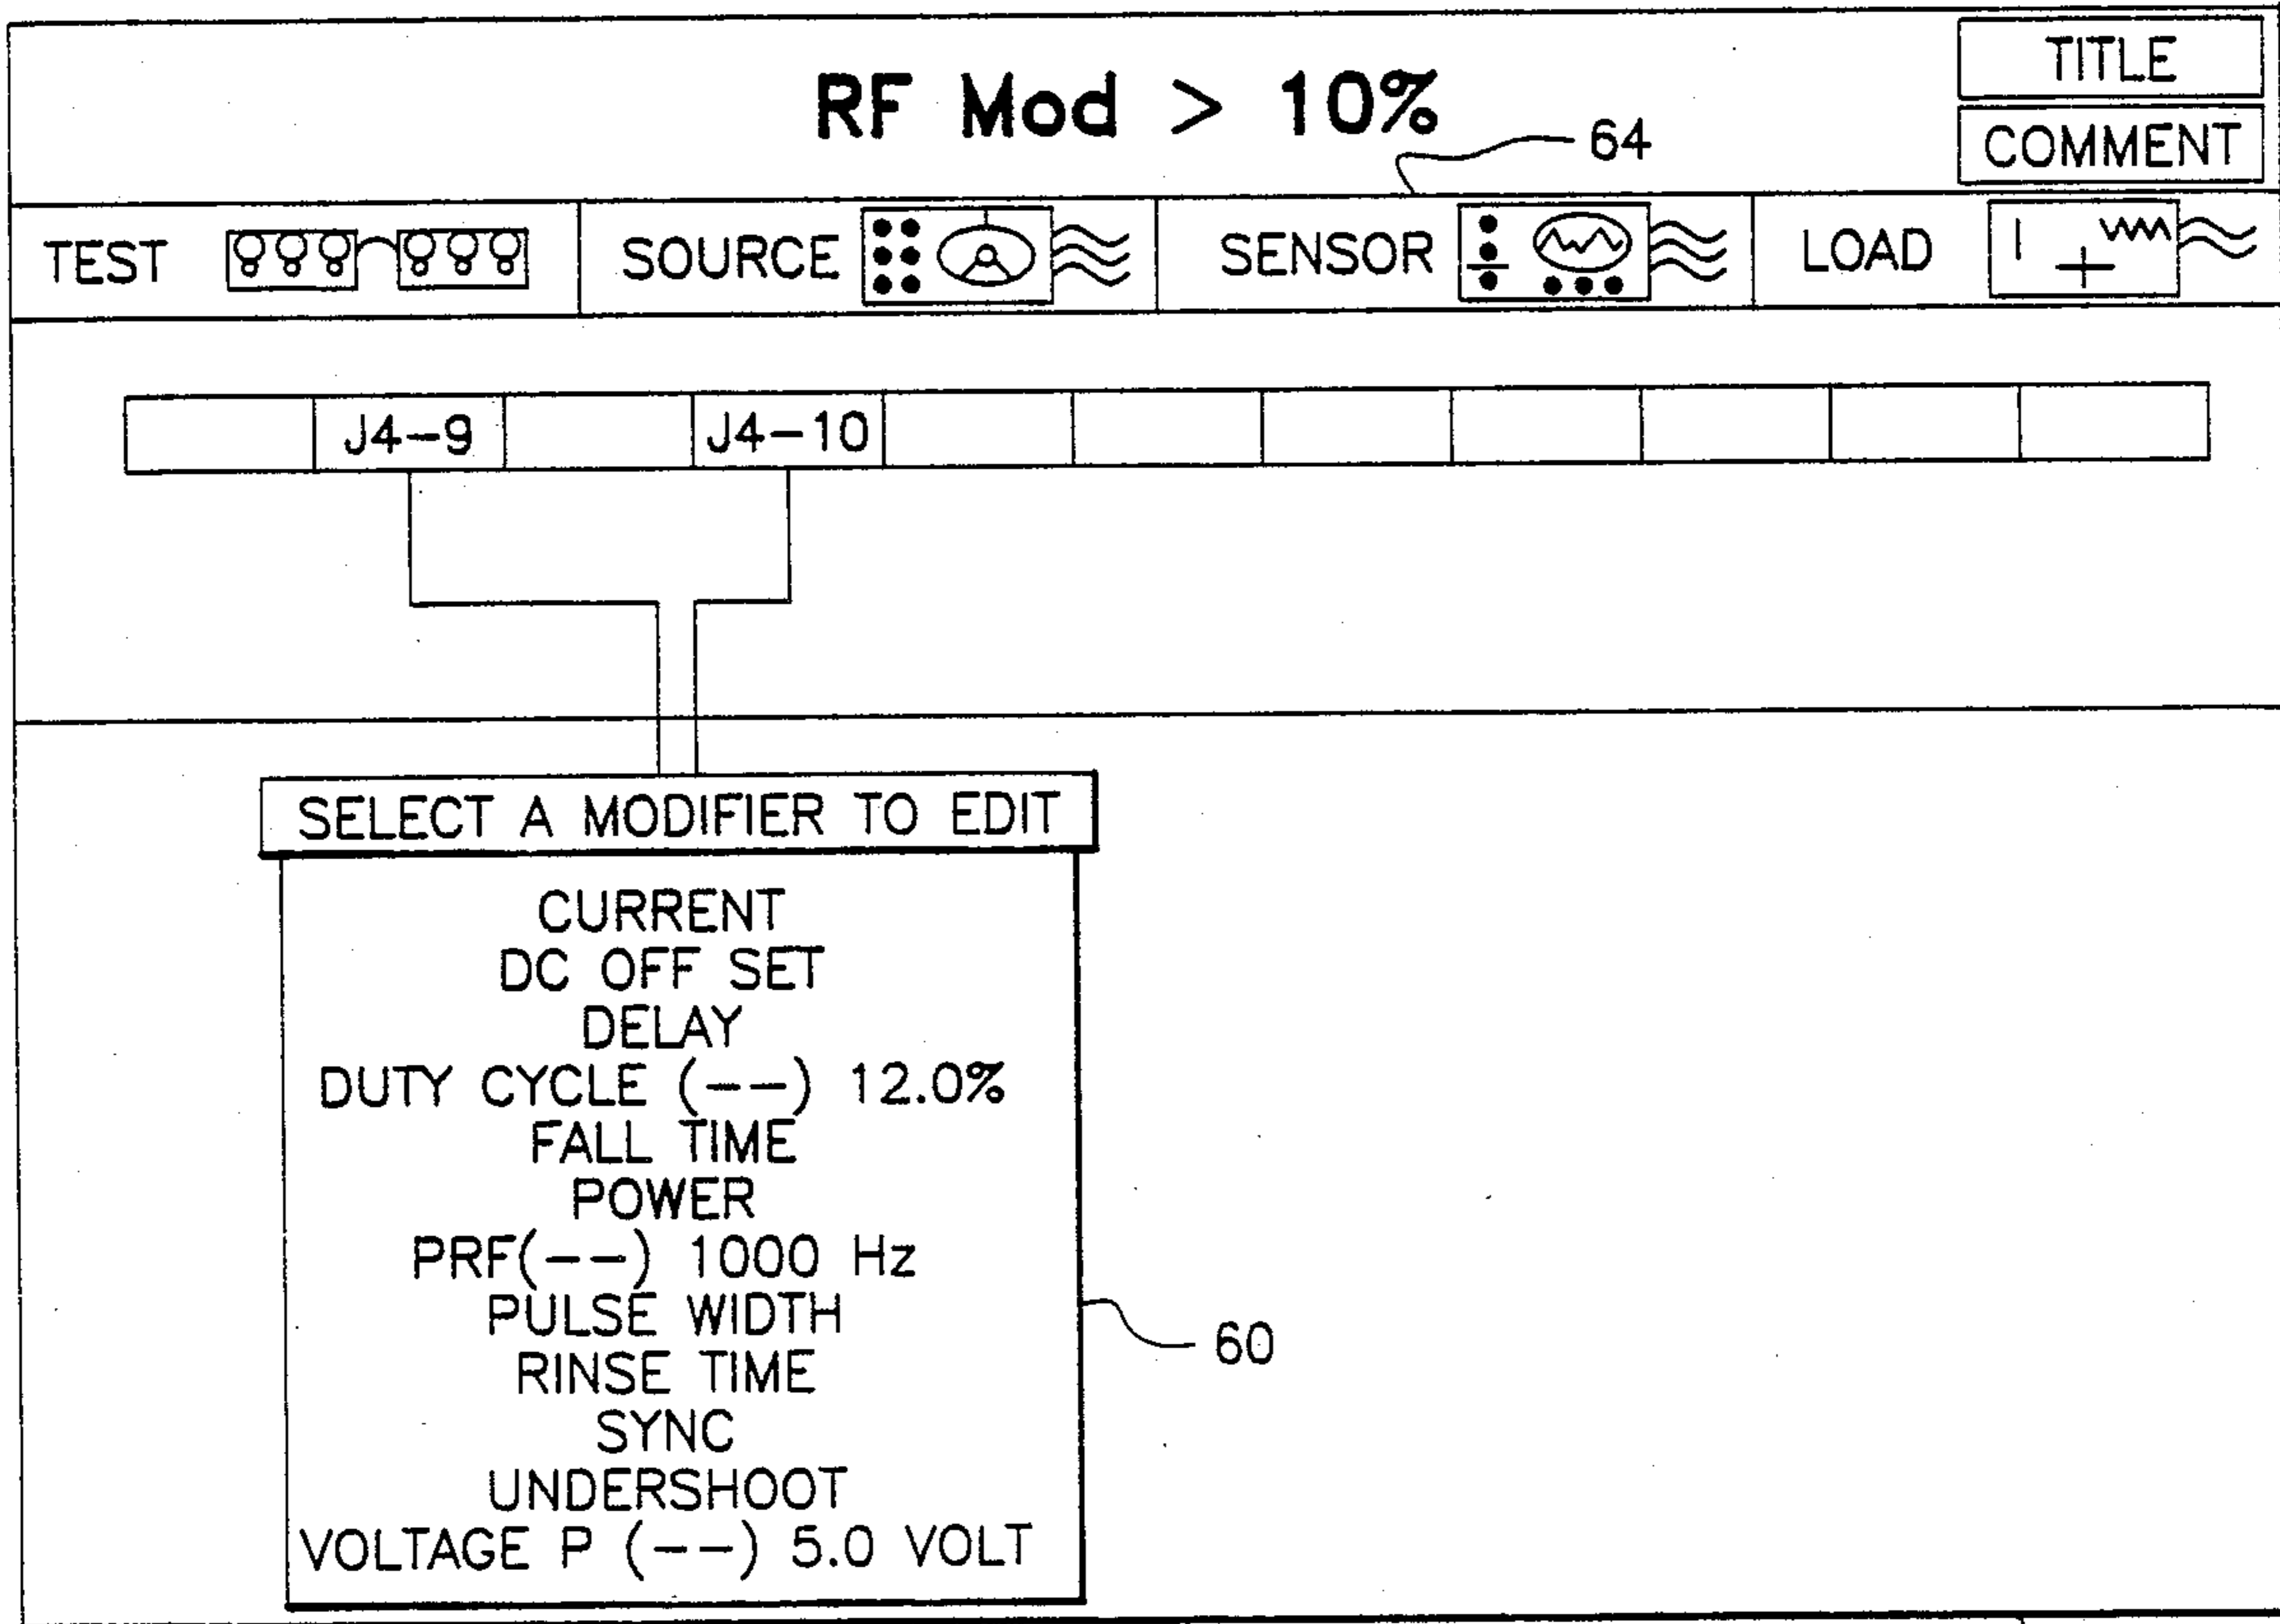 TITLE
RF Mod > 10%
64
COMMENT
TEST
SOURCE
SENSOR
LOAD
J4-9
J4-10
SELECT A MODIFIER TO EDIT
CURRENT
DC OFF SET
DELAY
DUTY CYCLE (--) 12.0%
FALL TIME
POWER
PRF(--) 1000 Hz
PULSE WIDTH
60
RINSE TIME
SYNC
UNDERSHOOT
VOLTAGE P (--) 5.0 VOLT